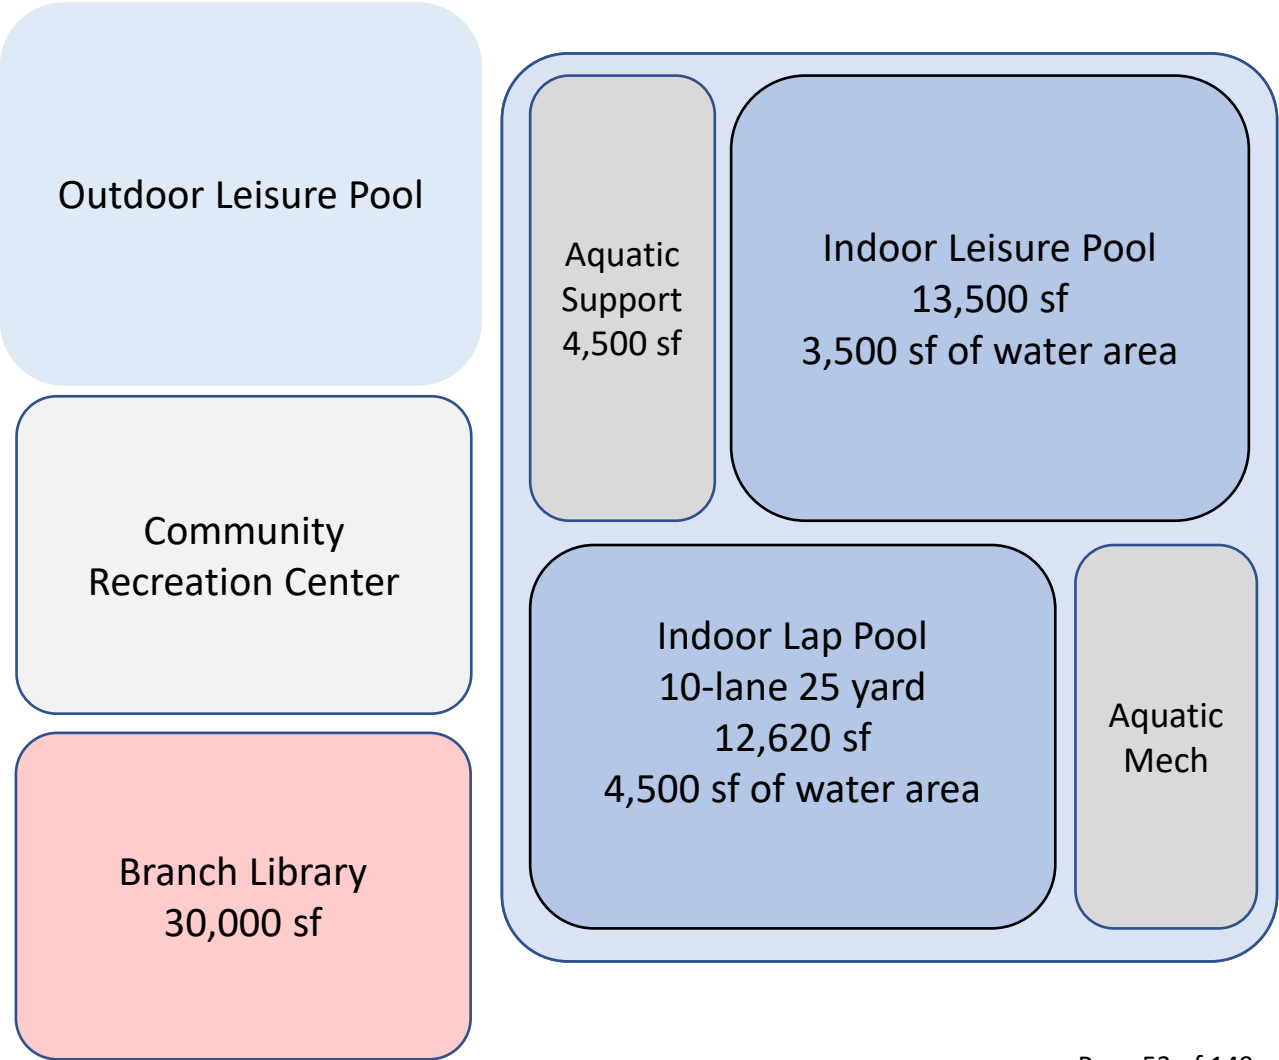 Outdoor Leisure Pool
Community
Recreation Center
Branch Library
30,000 sf
Aquatic
Support
4,500 sf
Indoor Leisure Pool
13,500 sf
3,500 sf of water area
Indoor Lap Pool
10-lane 25 yard
12,620 sf
4,500 sf of water area
Aquatic
Mech